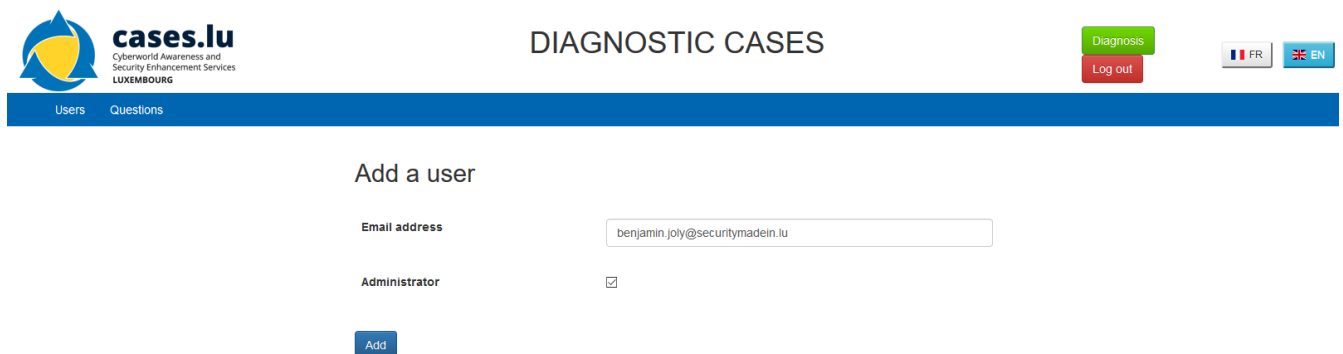 cases.lu
Cyberworld Awareness and
Security Enhancement Services
LUXEMBOURG
DIAGNOSTIC CASES
Diagnosis
Log out
FR
EN
Users Questions
Add a user
Email address benjamin.joly@securitymadein.lu
Administrator
Add